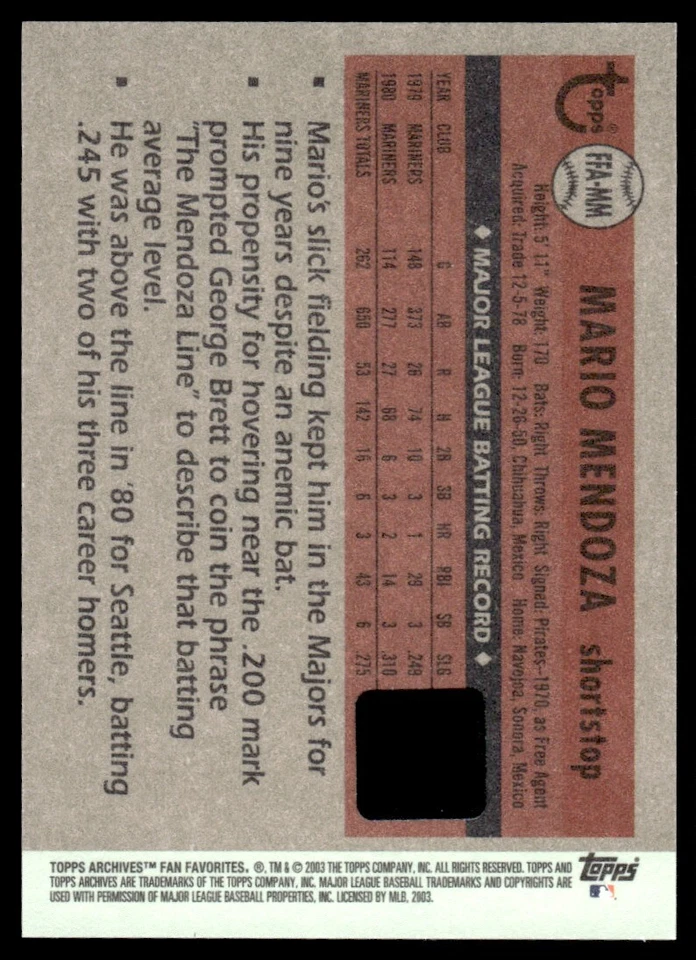 topps®
FFA-MM
MARIO MENDOZA shortstop
Height: 5' 11" Weight: 170 Bats: Right Throws: Right Signed: Pirates-1970, as Free Agent
Acquired: Trade 12-5-78 Born: 12-26-50, Chihuahua, Mexico Home: Navojoa, Sonora, Mexico
♦ MAJOR LEAGUE BATTING RECORD ♦
YEAR CLUB G AB R H 2B 3B HR RBI SB SLG
1979 MARINERS 148 373 26 74 10 3 1 29 3 .249
1980 MARINERS 114 277 27 68 6 3 2 14 3 .310
MARINERS TOTALS 262 650 53 142 16 6 3 43 6 .275
▪ Mario's slick fielding kept him in the Majors for
nine years despite an anemic bat.
▪ His propensity for hovering near the .200 mark
prompted George Brett to coin the phrase
"The Mendoza Line" to describe that batting
average level.
▪ He was above the line in '80 for Seattle, batting
.245 with two of his three career homers.
TOPPS ARCHIVES™ FAN FAVORITES. ®, TM & © 2003 THE TOPPS COMPANY, INC. ALL RIGHTS RESERVED. TOPPS AND
TOPPS ARCHIVES ARE TRADEMARKS OF THE TOPPS COMPANY, INC. MAJOR LEAGUE BASEBALL TRADEMARKS AND COPYRIGHTS ARE
USED WITH PERMISSION OF MAJOR LEAGUE BASEBALL PROPERTIES, INC. LICENSED BY MLB, 2003.
topps